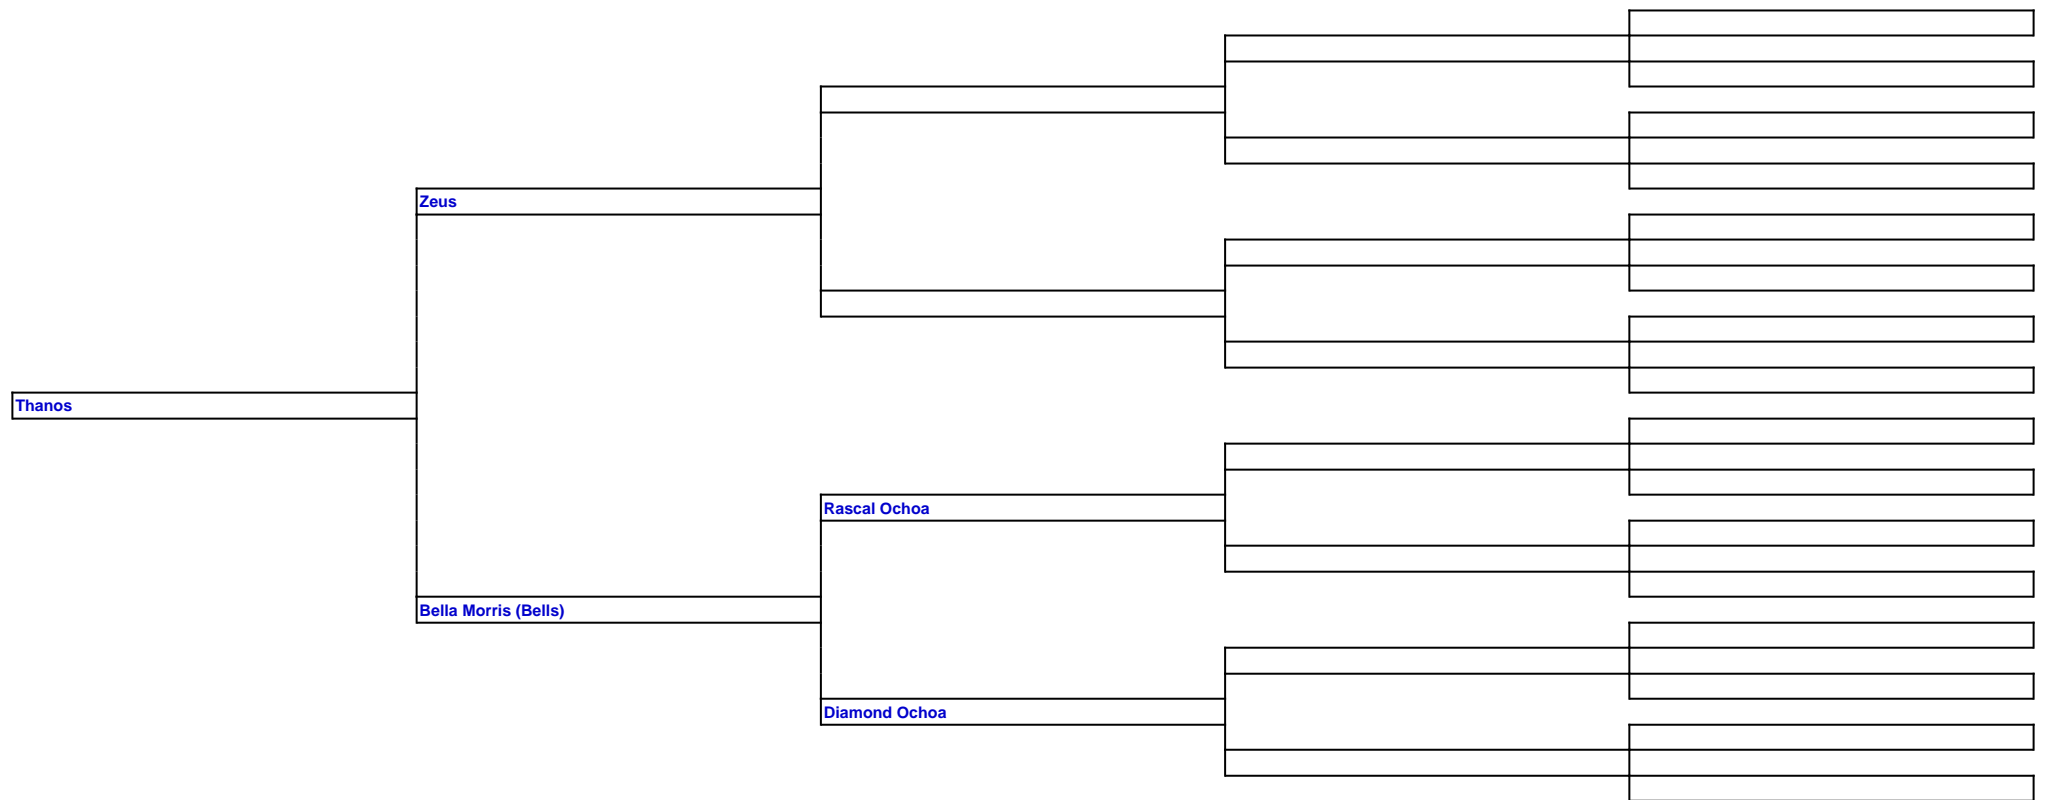 Zeus
Thanos
Rascal Ochoa
Bella Morris (Bells)
Diamond Ochoa